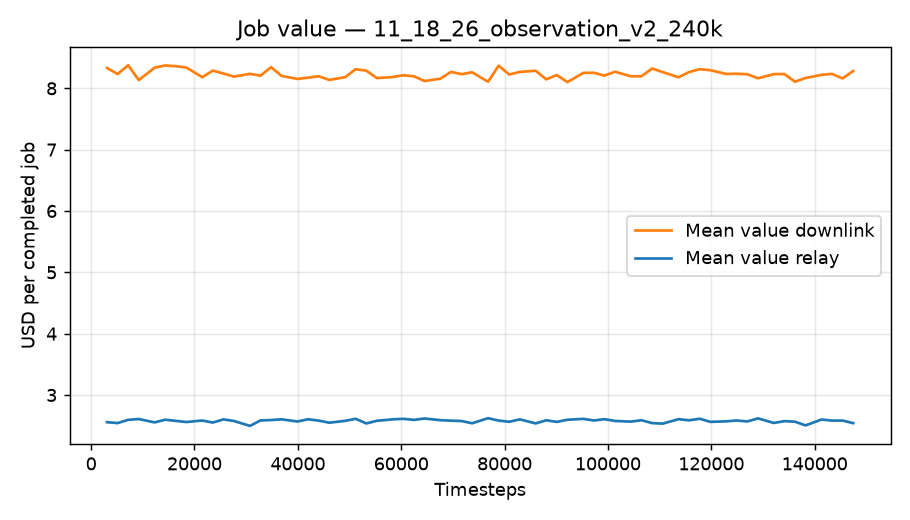 Job value — 11_18_26_observation_v2_240k
USD per completed job
8
7
6
5
4
3
Mean value downlink
Mean value relay
0 20000 40000 60000 80000 100000 120000 140000
Timesteps